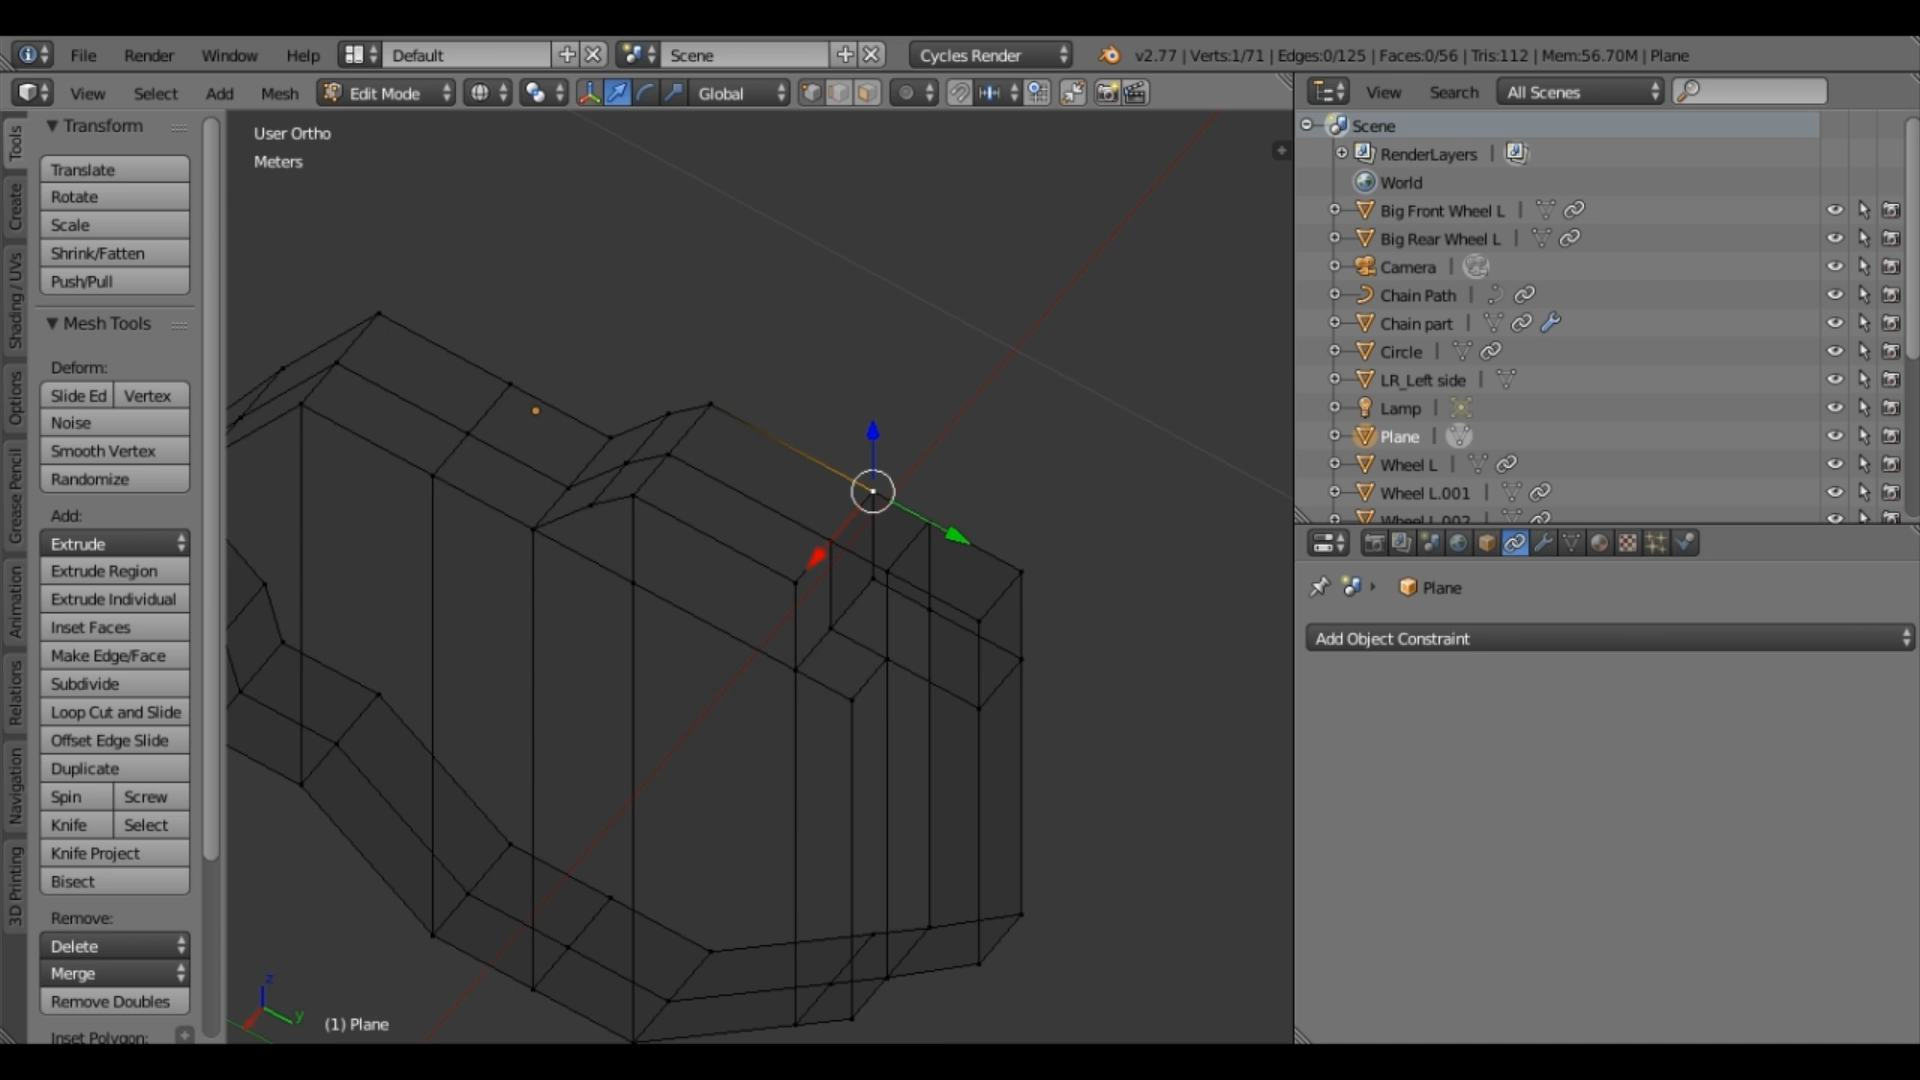 File Render Window Help Default Scene Cycles Render v2.77 | Verts:1/71 | Edges:0/125 | Faces:0/56 | Tris:112 | Mem:56.70M | Plane
View Select Add Mesh Edit Mode Global
View Search All Scenes
Tools
Create
Shading / UVs
Options
Grease Pencil
Animation
Relations
Navigation
3D Printing
Transform
Translate
Rotate
Scale
Shrink/Fatten
Push/Pull
Mesh Tools
Deform:
Slide Ed Vertex
Noise
Smooth Vertex
Randomize
Add:
Extrude
Extrude Region
Extrude Individual
Inset Faces
Make Edge/Face
Subdivide
Loop Cut and Slide
Offset Edge Slide
Duplicate
Spin Screw
Knife Select
Knife Project
Bisect
Remove:
Delete
Merge
Remove Doubles
Inset Polygon:
User Ortho
Meters
z
y
(1) Plane
Scene
RenderLayers
World
Big Front Wheel L
Big Rear Wheel L
Camera
Chain Path
Chain part
Circle
LR_Left side
Lamp
Plane
Wheel L
Wheel L.001
Wheel L.002
Plane
Add Object Constraint